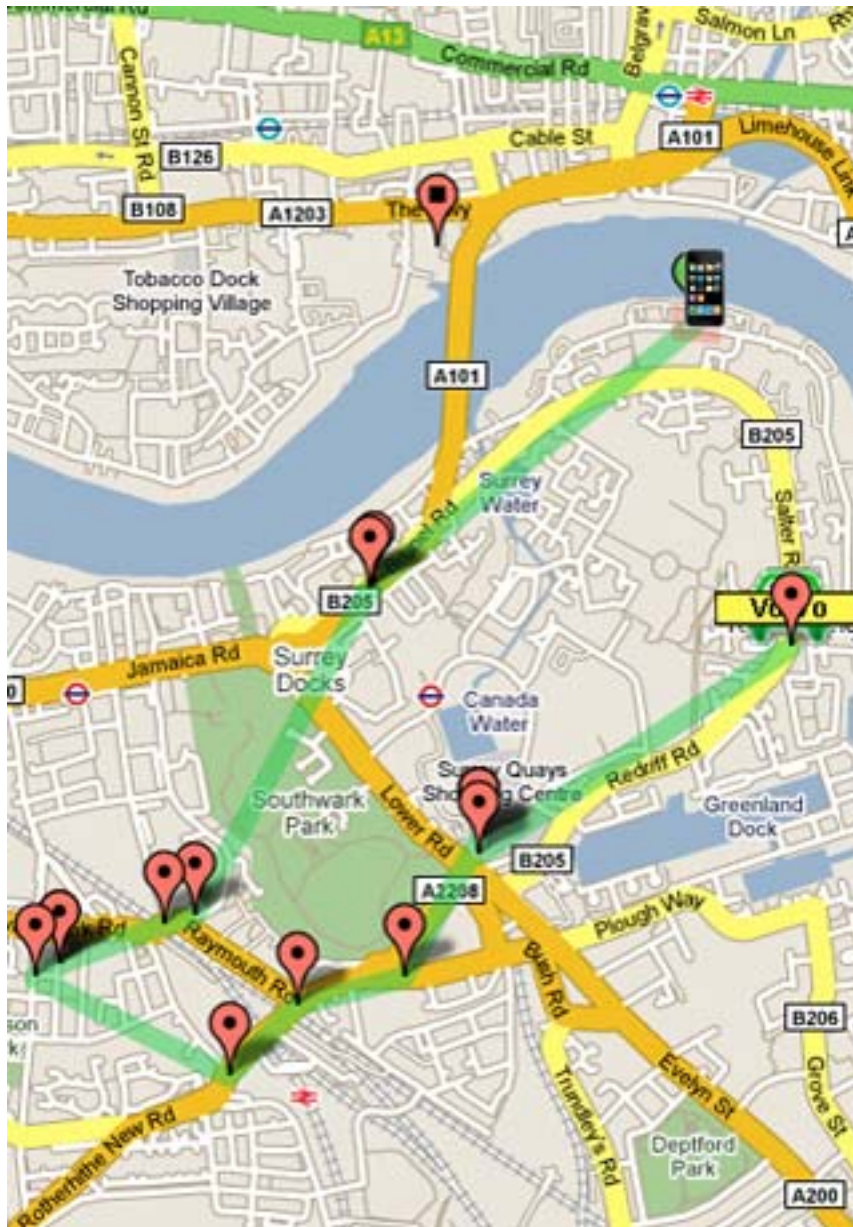 Commercial Rd
A13
Salmon Ln
Commercial Rd
Cannon St Rd
Cable St
A101
Limehouse Link
B126
B108
A1203
Tobacco Dock
Shopping Village
A101
B205
Surrey
Water
Salter R
B205
Jamaica Rd
Surrey
Docks
Canada
Water
Redriff Rd
Surrey Quays
Centre
Southwark
Park
Lower Rd
Greenland
Dock
B205
A2208
Plough Way
Raymouth Rd
Bush Rd
B206
Evelyn St
Grove St
Trundley's Rd
Rotherhithe New Rd
Deptford
Park
A200